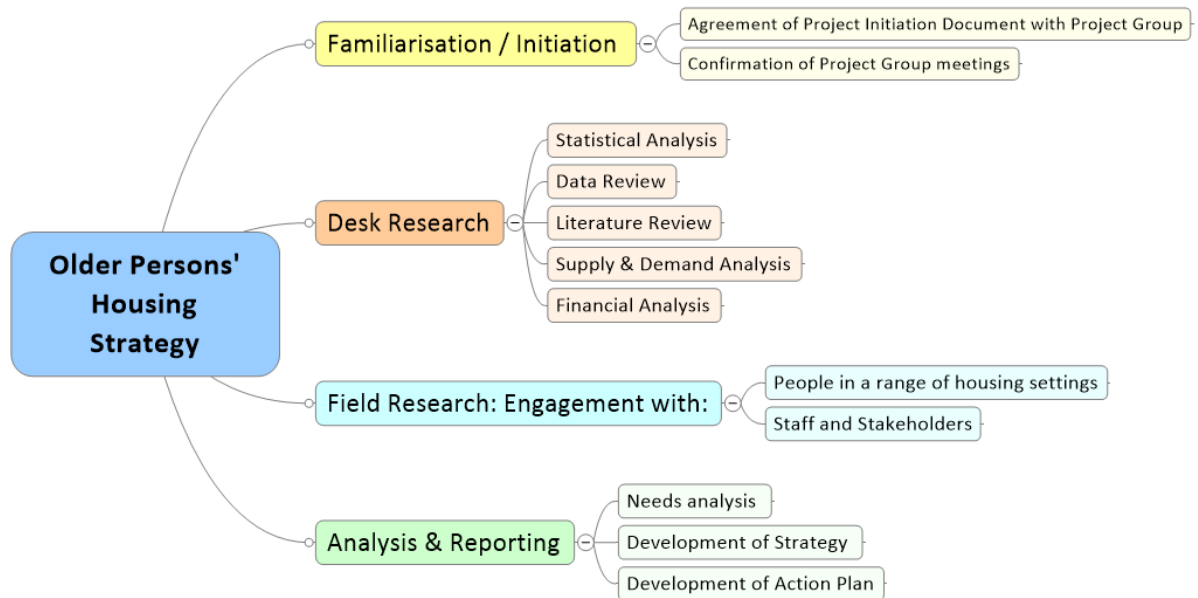 Older Persons'
Housing
Strategy
Familiarisation / Initiation
Agreement of Project Initiation Document with Project Group
Confirmation of Project Group meetings
Desk Research
Statistical Analysis
Data Review
Literature Review
Supply & Demand Analysis
Financial Analysis
Field Research: Engagement with:
People in a range of housing settings
Staff and Stakeholders
Analysis & Reporting
Needs analysis
Development of Strategy
Development of Action Plan